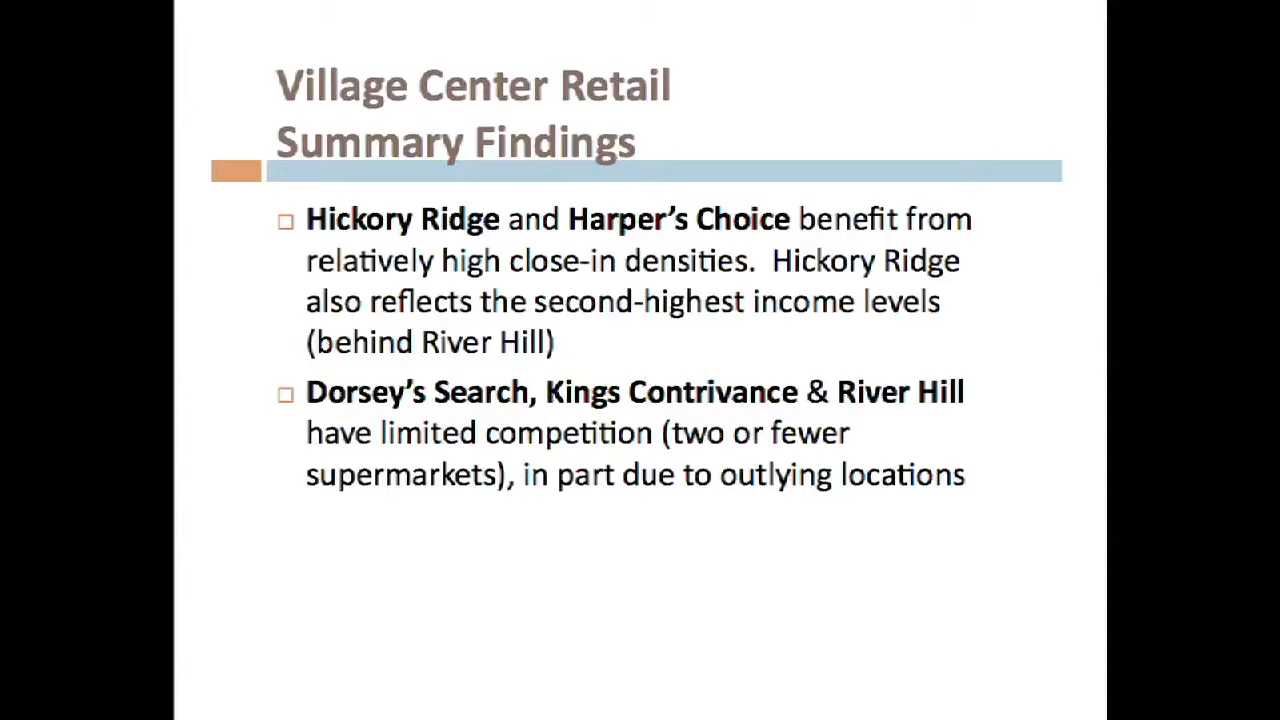 Village Center Retail
Summary Findings
Hickory Ridge and Harper's Choice benefit from
relatively high close-in densities.  Hickory Ridge
also reflects the second-highest income levels
(behind River Hill)
Dorsey's Search, Kings Contrivance & River Hill
have limited competition (two or fewer
supermarkets), in part due to outlying locations